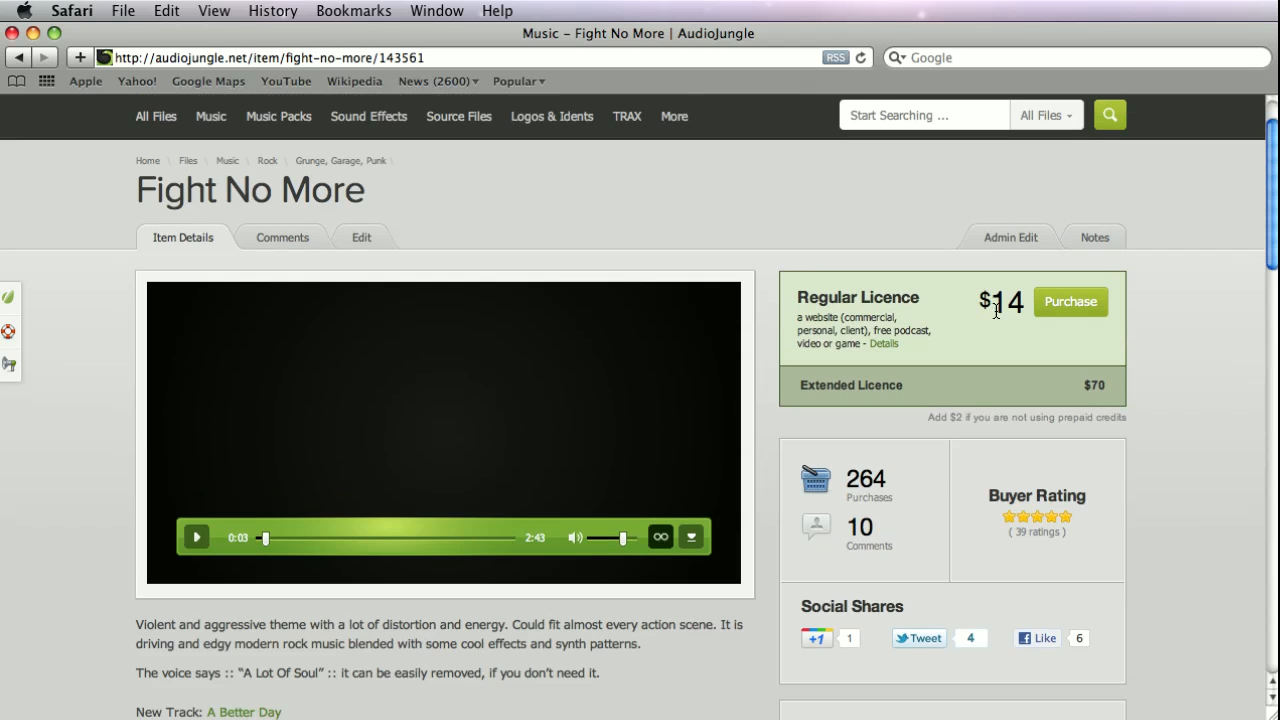 Safari File Edit View History Bookmarks Window Help
Music – Fight No More | AudioJungle
http://audiojungle.net/item/fight-no-more/143561 RSS Google
Apple Yahoo! Google Maps YouTube Wikipedia News (2600) Popular
All Files Music Music Packs Sound Effects Source Files Logos & Idents TRAX More Start Searching ... All Files
Home \ Files \ Music \ Rock \ Grunge, Garage, Punk \
Fight No More
Item Details Comments Edit Admin Edit Notes
Regular Licence $14 Purchase
a website (commercial,
personal, client), free podcast,
video or game - Details
Extended Licence $70
Add $2 if you are not using prepaid credits
264
Purchases
10
Comments
Buyer Rating
( 39 ratings )
0:03 2:43
Social Shares
+1 1 Tweet 4 Like 6
Violent and aggressive theme with a lot of distortion and energy. Could fit almost every action scene. It is
driving and edgy modern rock music blended with some cool effects and synth patterns.
The voice says :: “A Lot Of Soul” :: it can be easily removed, if you don’t need it.
New Track: A Better Day